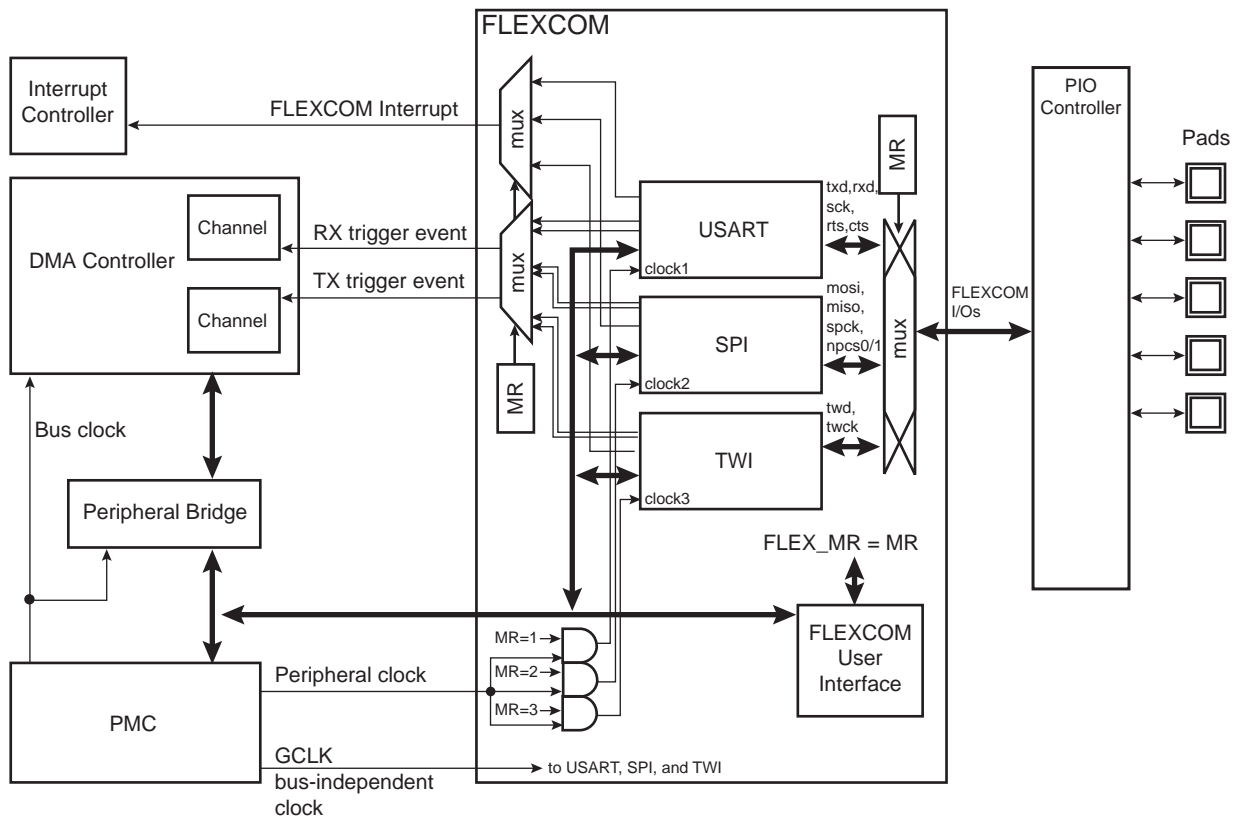 FLEXCOM
Interrupt
Controller
FLEXCOM Interrupt
mux
MR
PIO
Controller
Pads
DMA Controller
Channel
Channel
RX trigger event
TX trigger event
mux
MR
USART
clock1
txd,rxd,
sck,
rts,cts
SPI
clock2
mosi,
miso,
spck,
npcs0/1
TWI
clock3
twd,
twck
mux
FLEXCOM
I/Os
Bus clock
Peripheral Bridge
FLEX_MR = MR
FLEXCOM
User
Interface
MR=1
MR=2
MR=3
Peripheral clock
PMC
GCLK
bus-independent
clock
to USART, SPI, and TWI